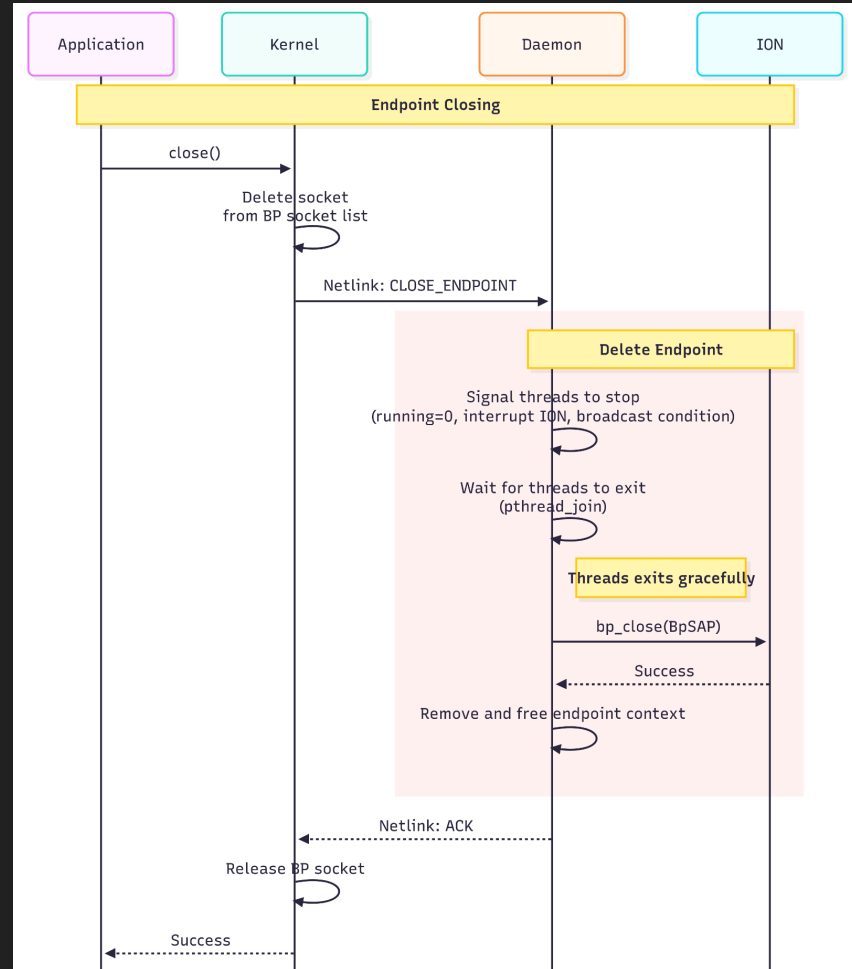 Application
Kernel
Daemon
ION
Endpoint Closing
close()
Delete socket
from BP socket list
Netlink: CLOSE_ENDPOINT
Delete Endpoint
Signal threads to stop
(running=0, interrupt ION, broadcast condition)
Wait for threads to exit
(pthread_join)
Threads exits gracefully
bp_close(BpSAP)
Success
Remove and free endpoint context
Netlink: ACK
Release BP socket
Success